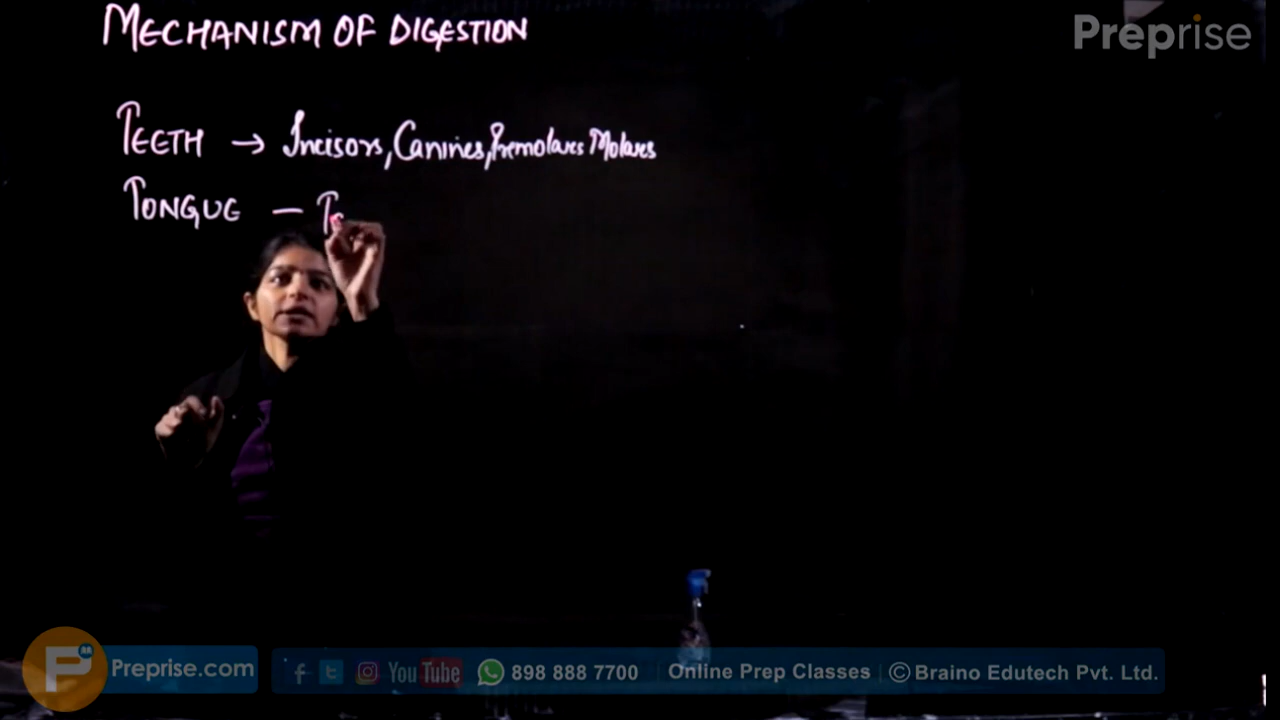 MECHANISM OF DIGESTION
Preprise
TEETH → Incisors, Canines, Premolars Molars
TONGUE —
Preprise.com
You Tube 898 888 7700 Online Prep Classes © Braino Edutech Pvt. Ltd.